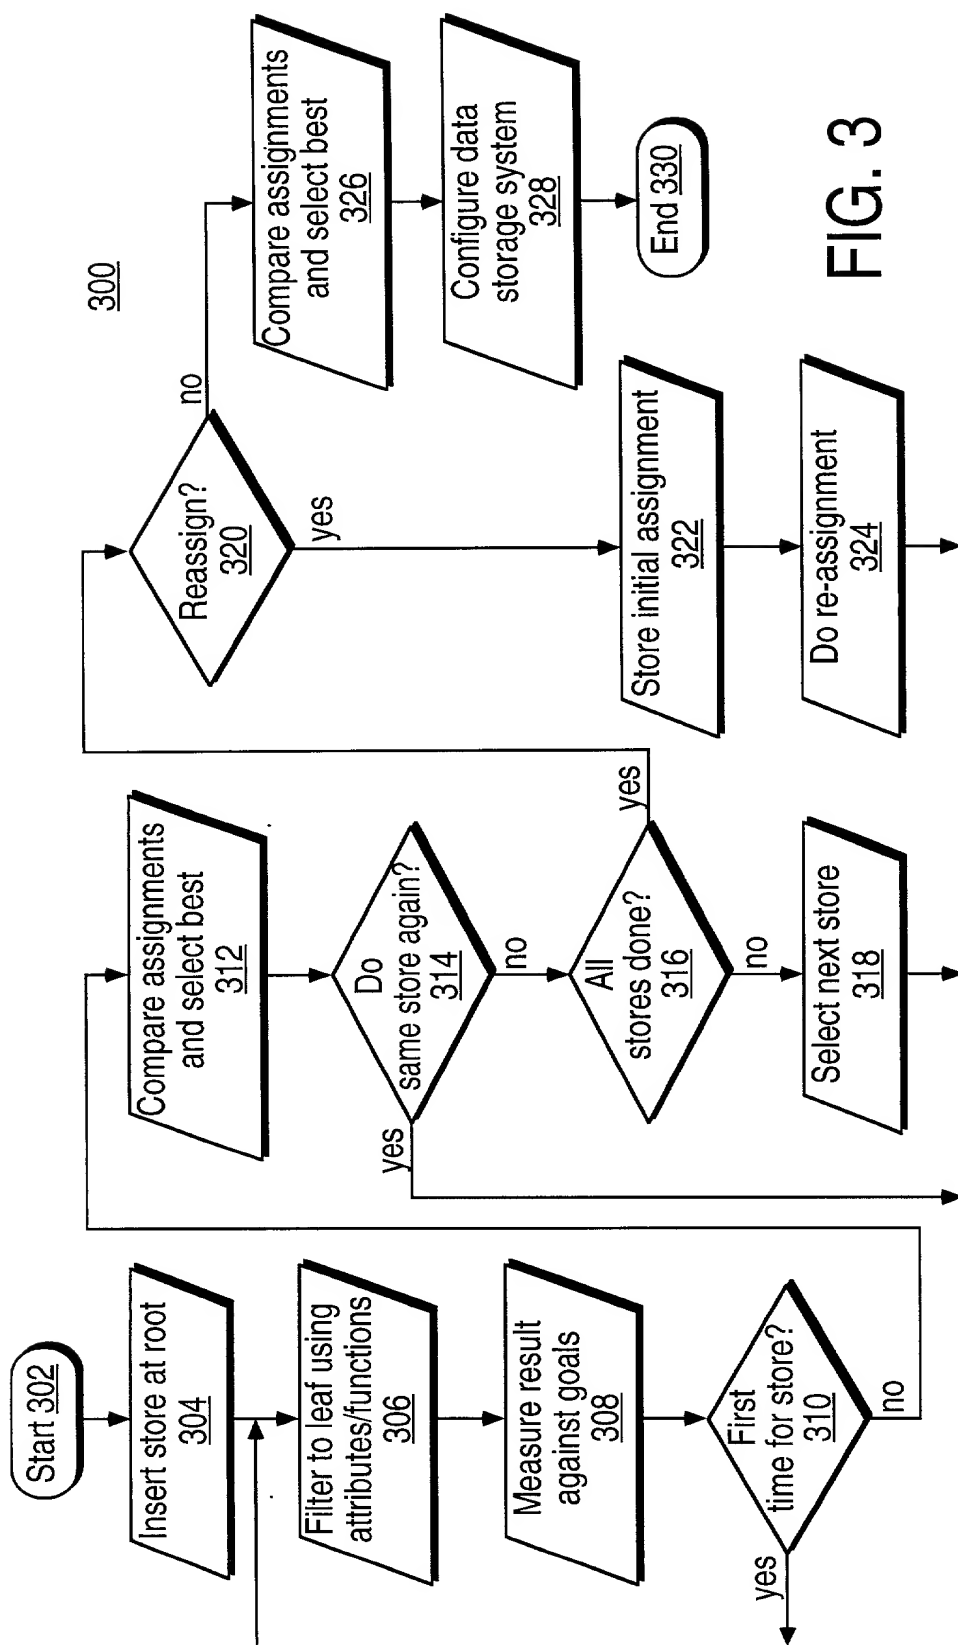 300
Start 302
Insert store at root
304
Filter to leaf using
attributes/functions
306
Measure result
against goals
308
First
time for store?
310
yes
no
Compare assignments
and select best
312
Do
same store again?
314
yes
no
All
stores done?
316
yes
no
Select next store
318
Reassign?
320
no
yes
Store initial assignment
322
Do re-assignment
324
Compare assignments
and select best
326
Configure data
storage system
328
End 330
FIG. 3